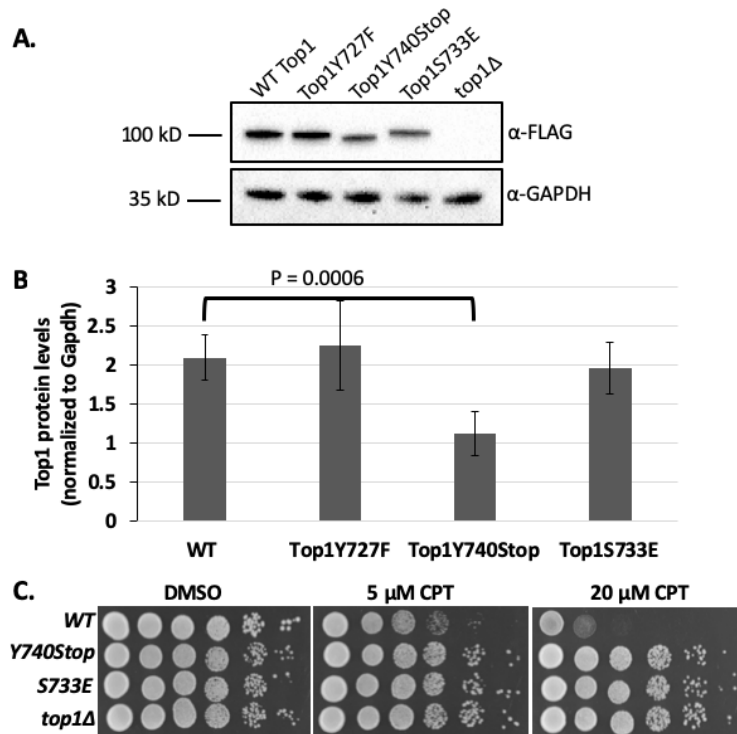 A.
WT Top1 Top1Y727F Top1Y740Stop Top1S733E top1Δ
100 kD α-FLAG
35 kD α-GAPDH
B
P = 0.0006
Top1 protein levels
(normalized to Gapdh)
3
2.5
2
1.5
1
0.5
0
WT Top1Y727F Top1Y740Stop Top1S733E
C. DMSO 5 μM CPT 20 μM CPT
WT
Y740Stop
S733E
top1Δ